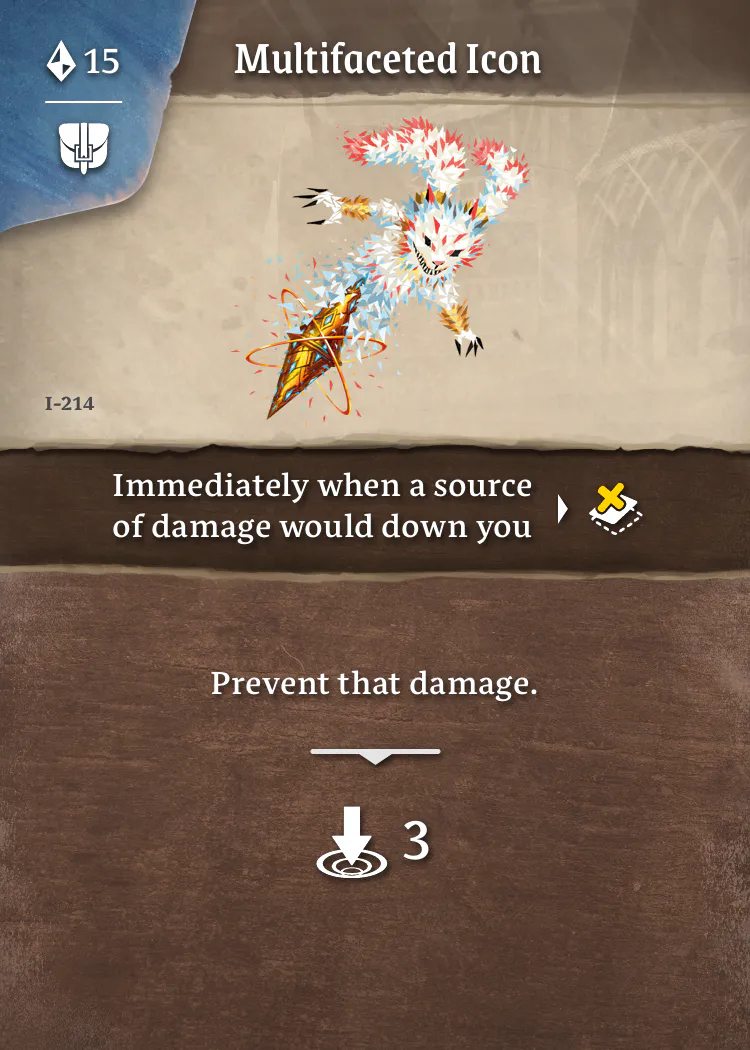 15
Multifaceted Icon
I-214
Immediately when a source
of damage would down you
Prevent that damage.
3